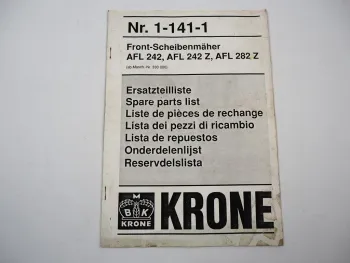 Nr. 1-141-1
Front-Scheibenmäher
AFL 242, AFL 242 Z, AFL 282 Z
Ersatzteilliste
Spare parts list
Liste de pièces de rechange
Lista dei pezzi di ricambio
Lista de repuestos
Onderdelenlijst
Reservdelslista
M
B K
KRONE
KRONE